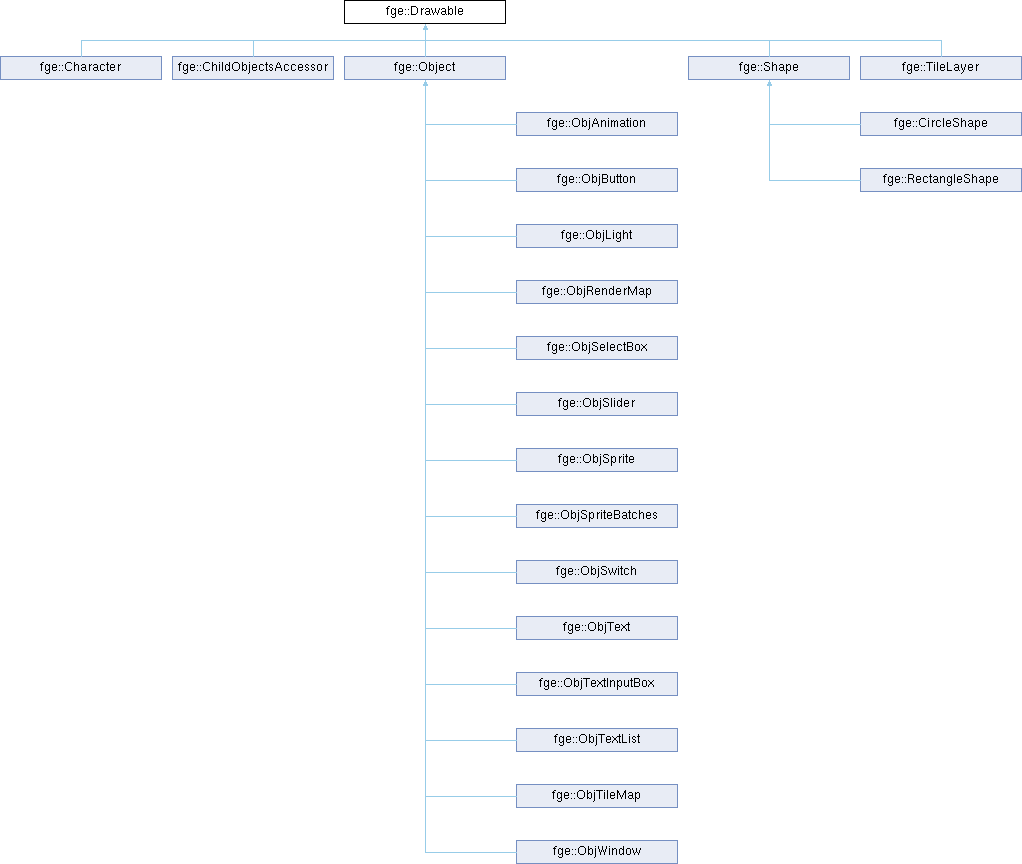 fge::Drawable
fge::Character
fge::ChildObjectsAccessor
fge::Object
fge::Shape
fge::TileLayer
fge::ObjAnimation
fge::CircleShape
fge::ObjButton
fge::RectangleShape
fge::ObjLight
fge::ObjRenderMap
fge::ObjSelectBox
fge::ObjSlider
fge::ObjSprite
fge::ObjSpriteBatches
fge::ObjSwitch
fge::ObjText
fge::ObjTextInputBox
fge::ObjTextList
fge::ObjTileMap
fge::ObjWindow